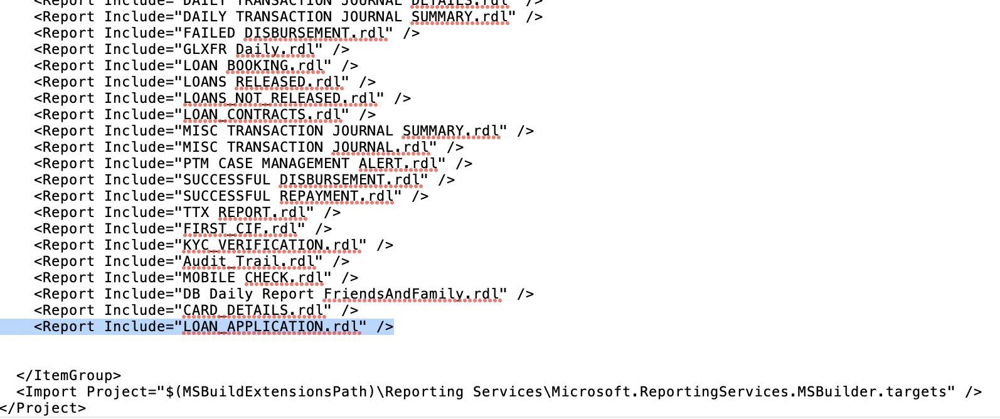 <Report Include="DAILY TRANSACTION JOURNAL DETAILS.rdl" />
<Report Include="DAILY TRANSACTION JOURNAL SUMMARY.rdl" />
<Report Include="FAILED DISBURSEMENT.rdl" />
<Report Include="GLXFR Daily.rdl" />
<Report Include="LOAN BOOKING.rdl" />
<Report Include="LOANS RELEASED.rdl" />
<Report Include="LOANS_NOT_RELEASED.rdl" />
<Report Include="LOAN_CONTRACTS.rdl" />
<Report Include="MISC TRANSACTION JOURNAL SUMMARY.rdl" />
<Report Include="MISC TRANSACTION JOURNAL.rdl" />
<Report Include="PTM CASE MANAGEMENT ALERT.rdl" />
<Report Include="SUCCESSFUL DISBURSEMENT.rdl" />
<Report Include="SUCCESSFUL REPAYMENT.rdl" />
<Report Include="TTX REPORT.rdl" />
<Report Include="FIRST_CIF.rdl" />
<Report Include="KYC_VERIFICATION.rdl" />
<Report Include="Audit_Trail.rdl" />
<Report Include="MOBILE CHECK.rdl" />
<Report Include="DB Daily Report FriendsAndFamily.rdl" />
<Report Include="CARD_DETAILS.rdl" />
<Report Include="LOAN_APPLICATION.rdl" />
</ItemGroup>
<Import Project="$(MSBuildExtensionsPath)\Reporting Services\Microsoft.ReportingServices.MSBuilder.targets" />
</Project>